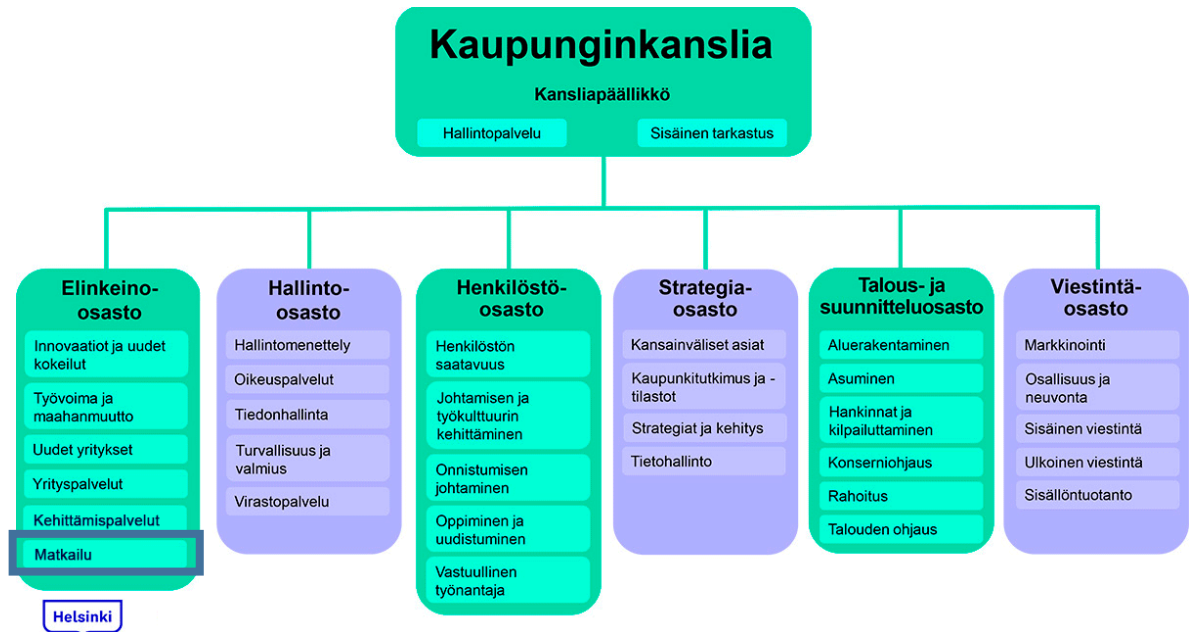 Kaupunginkanslia
Kansliapäällikkö
Hallintopalvelu
Sisäinen tarkastus
Elinkeino-
osasto
Innovaatiot ja uudet
kokeilut
Työvoima ja
maahanmuutto
Uudet yritykset
Yrityspalvelut
Kehittämispalvelut
Matkailu
Hallinto-
osasto
Hallintomenettely
Oikeuspalvelut
Tiedonhallinta
Turvallisuus ja
valmius
Virastopalvelu
Henkilöstö-
osasto
Henkilöstön
saatavuus
Johtamisen ja
työkulttuurin
kehittäminen
Onnistumisen
johtaminen
Oppiminen ja
uudistuminen
Vastuullinen
työnantaja
Strategia-
osasto
Kansainväliset asiat
Kaupunkitutkimus ja -
tilastot
Strategiat ja kehitys
Tietohallinto
Talous- ja
suunnitteluosasto
Aluerakentaminen
Asuminen
Hankinnat ja
kilpailuttaminen
Konserniohjaus
Rahoitus
Talouden ohjaus
Viestintä-
osasto
Markkinointi
Osallisuus ja
neuvonta
Sisäinen viestintä
Ulkoinen viestintä
Sisällöntuotanto
Helsinki